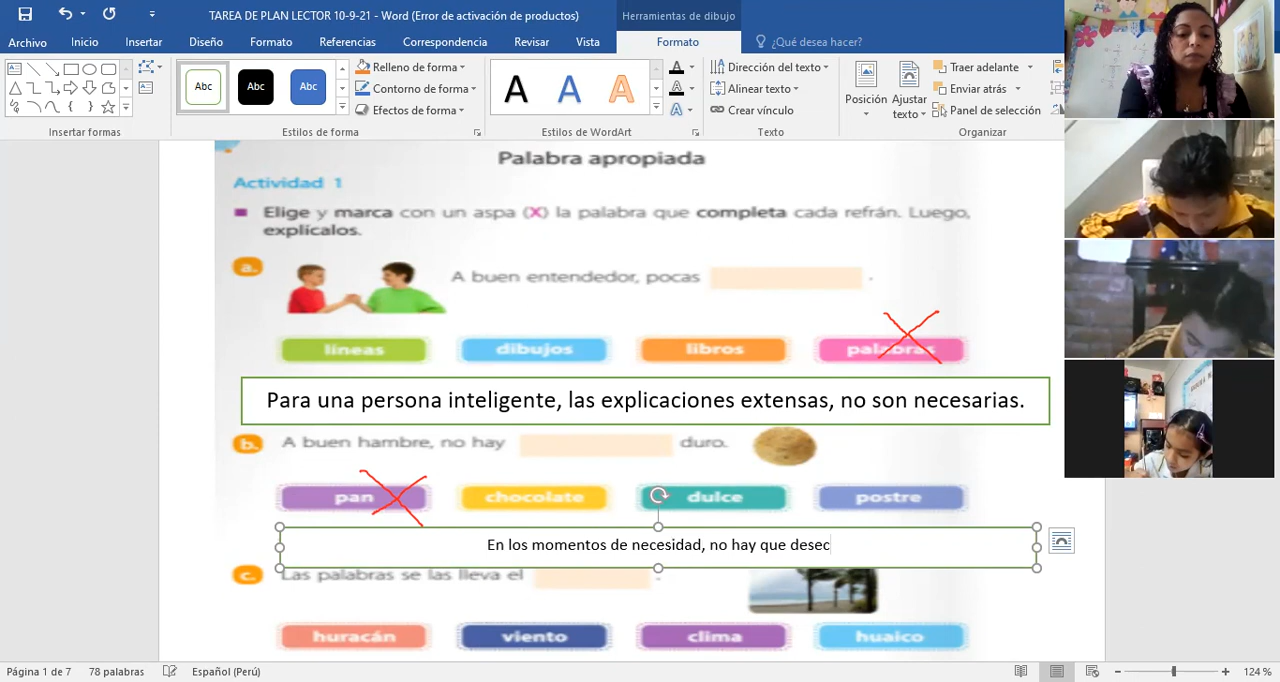 TAREA DE PLAN LECTOR 10-9-21 - Word (Error de activación de productos)
Herramientas de dibujo
Archivo Inicio Insertar Diseño Formato Referencias Correspondencia Revisar Vista Formato ¿Qué desea hacer?
Abc Abc Abc
Relleno de forma
Contorno de forma
Efectos de forma
A A A
A
A
A
Dirección del texto
Alinear texto
Crear vínculo
Posición
Ajustar texto
Traer adelante
Enviar atrás
Panel de selección
Insertar formas Estilos de forma Estilos de WordArt Texto Organizar
Palabra apropiada
Actividad 1
Elige y marca con un aspa (X) la palabra que completa cada refrán. Luego,
explícalos.
a. A buen entendedor, pocas .
líneas dibujos libros palabras
Para una persona inteligente, las explicaciones extensas, no son necesarias.
b. A buen hambre, no hay duro.
pan chocolate dulce postre
En los momentos de necesidad, no hay que desec
c. Las palabras se las lleva el .
huracán viento clima huaico
Página 1 de 7 78 palabras Español (Perú) 124 %